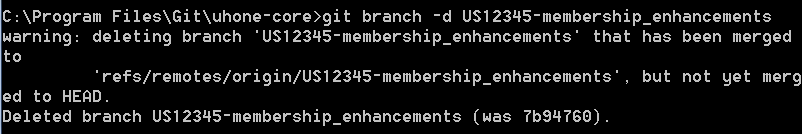 C:\Program Files\Git\uhone-core>git branch -d US12345-membership_enhancements
warning: deleting branch 'US12345-membership_enhancements' that has been merged
to
'refs/remotes/origin/US12345-membership_enhancements', but not yet merg
ed to HEAD.
Deleted branch US12345-membership_enhancements (was 7b94760).